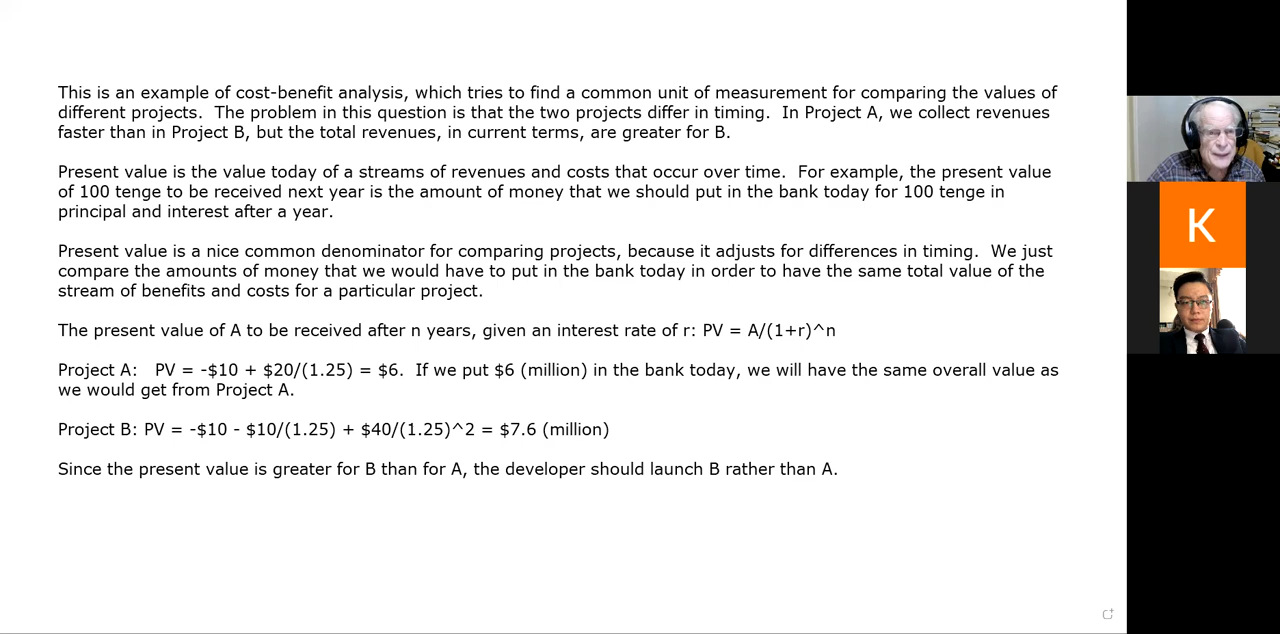 This is an example of cost-benefit analysis, which tries to find a common unit of measurement for comparing the values of
different projects.  The problem in this question is that the two projects differ in timing.  In Project A, we collect revenues
faster than in Project B, but the total revenues, in current terms, are greater for B.
Present value is the value today of a streams of revenues and costs that occur over time.  For example, the present value
of 100 tenge to be received next year is the amount of money that we should put in the bank today for 100 tenge in
principal and interest after a year.
Present value is a nice common denominator for comparing projects, because it adjusts for differences in timing.  We just
compare the amounts of money that we would have to put in the bank today in order to have the same total value of the
stream of benefits and costs for a particular project.
The present value of A to be received after n years, given an interest rate of r: PV = A/(1+r)^n
Project A:   PV = -$10 + $20/(1.25) = $6.  If we put $6 (million) in the bank today, we will have the same overall value as
we would get from Project A.
Project B: PV = -$10 - $10/(1.25) + $40/(1.25)^2 = $7.6 (million)
Since the present value is greater for B than for A, the developer should launch B rather than A.
K